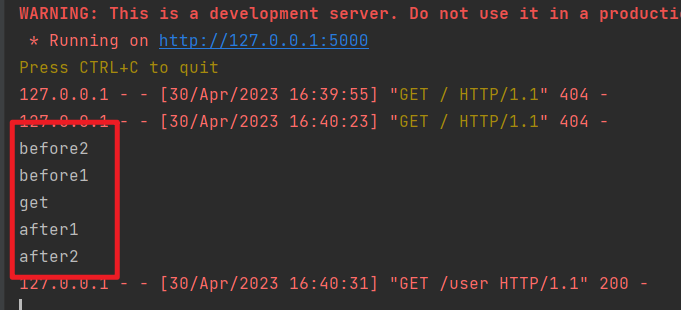 WARNING: This is a development server. Do not use it in a producti
* Running on http://127.0.0.1:5000
Press CTRL+C to quit
127.0.0.1 - - [30/Apr/2023 16:39:55] "GET / HTTP/1.1" 404 -
127.0.0.1 - - [30/Apr/2023 16:40:23] "GET / HTTP/1.1" 404 -
before2
before1
get
after1
after2
127.0.0.1 - - [30/Apr/2023 16:40:31] "GET /user HTTP/1.1" 200 -